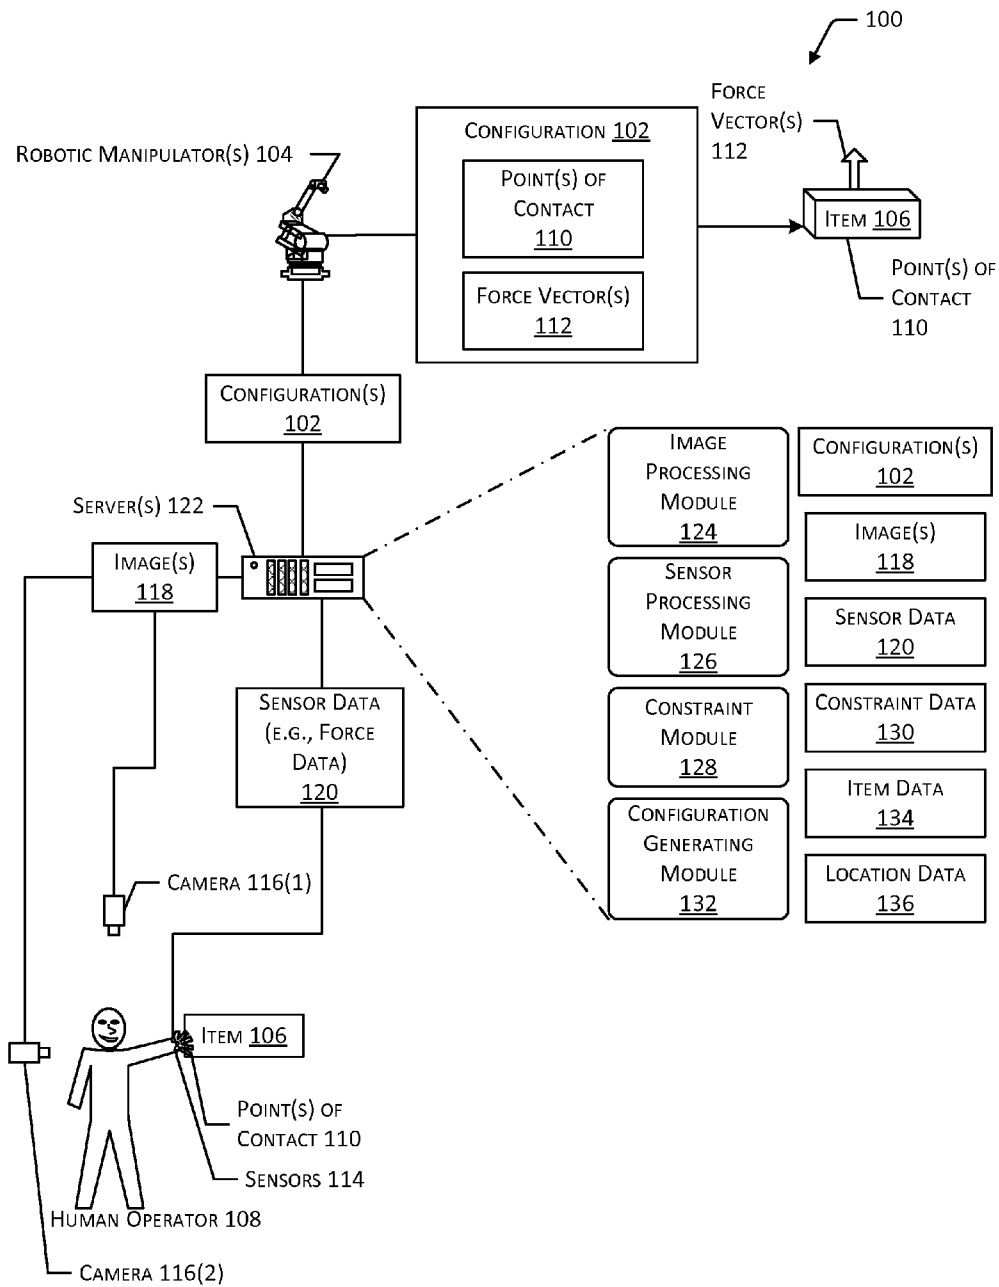 100
FORCE
VECTOR(S)
112
ROBOTIC MANIPULATOR(S) 104
CONFIGURATION 102
POINT(S) OF
CONTACT
110
FORCE VECTOR(S)
112
ITEM 106
POINT(S) OF
CONTACT
110
CONFIGURATION(S)
102
SERVER(S) 122
IMAGE(S)
118
SENSOR DATA
(E.G., FORCE
DATA)
120
IMAGE
PROCESSING
MODULE
124
SENSOR
PROCESSING
MODULE
126
CONSTRAINT
MODULE
128
CONFIGURATION
GENERATING
MODULE
132
CONFIGURATION(S)
102
IMAGE(S)
118
SENSOR DATA
120
CONSTRAINT DATA
130
ITEM DATA
134
LOCATION DATA
136
CAMERA 116(1)
ITEM 106
POINT(S) OF
CONTACT 110
SENSORS 114
HUMAN OPERATOR 108
CAMERA 116(2)